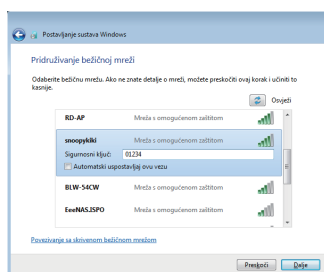 Postavljanje sustava Windows
Pridruživanje bežičnoj mreži
Odaberite bežičnu mrežu. Ako ne znate detalje o mreži, možete preskočiti ovaj korak i učiniti to
kasnije.
Osvježi
RD-AP Mreža s omogućenom zaštitom
snoopykiki Mreža s omogućenom zaštitom
Sigurnosni ključ: 01234
Automatski uspostavljaj ovu vezu
BLW-54CW Mreža s omogućenom zaštitom
EeeNAS.ISPO Mreža s omogućenom zaštitom
Povezivanje sa skrivenom bežičnom mrežom
Preskoči Dalje